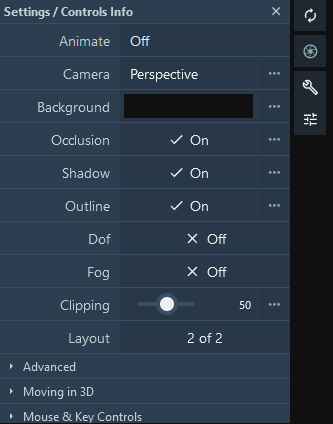 Settings / Controls Info
Animate Off
Camera Perspective
Background
Occlusion On
Shadow On
Outline On
Dof Off
Fog Off
Clipping 50
Layout 2 of 2
Advanced
Moving in 3D
Mouse & Key Controls